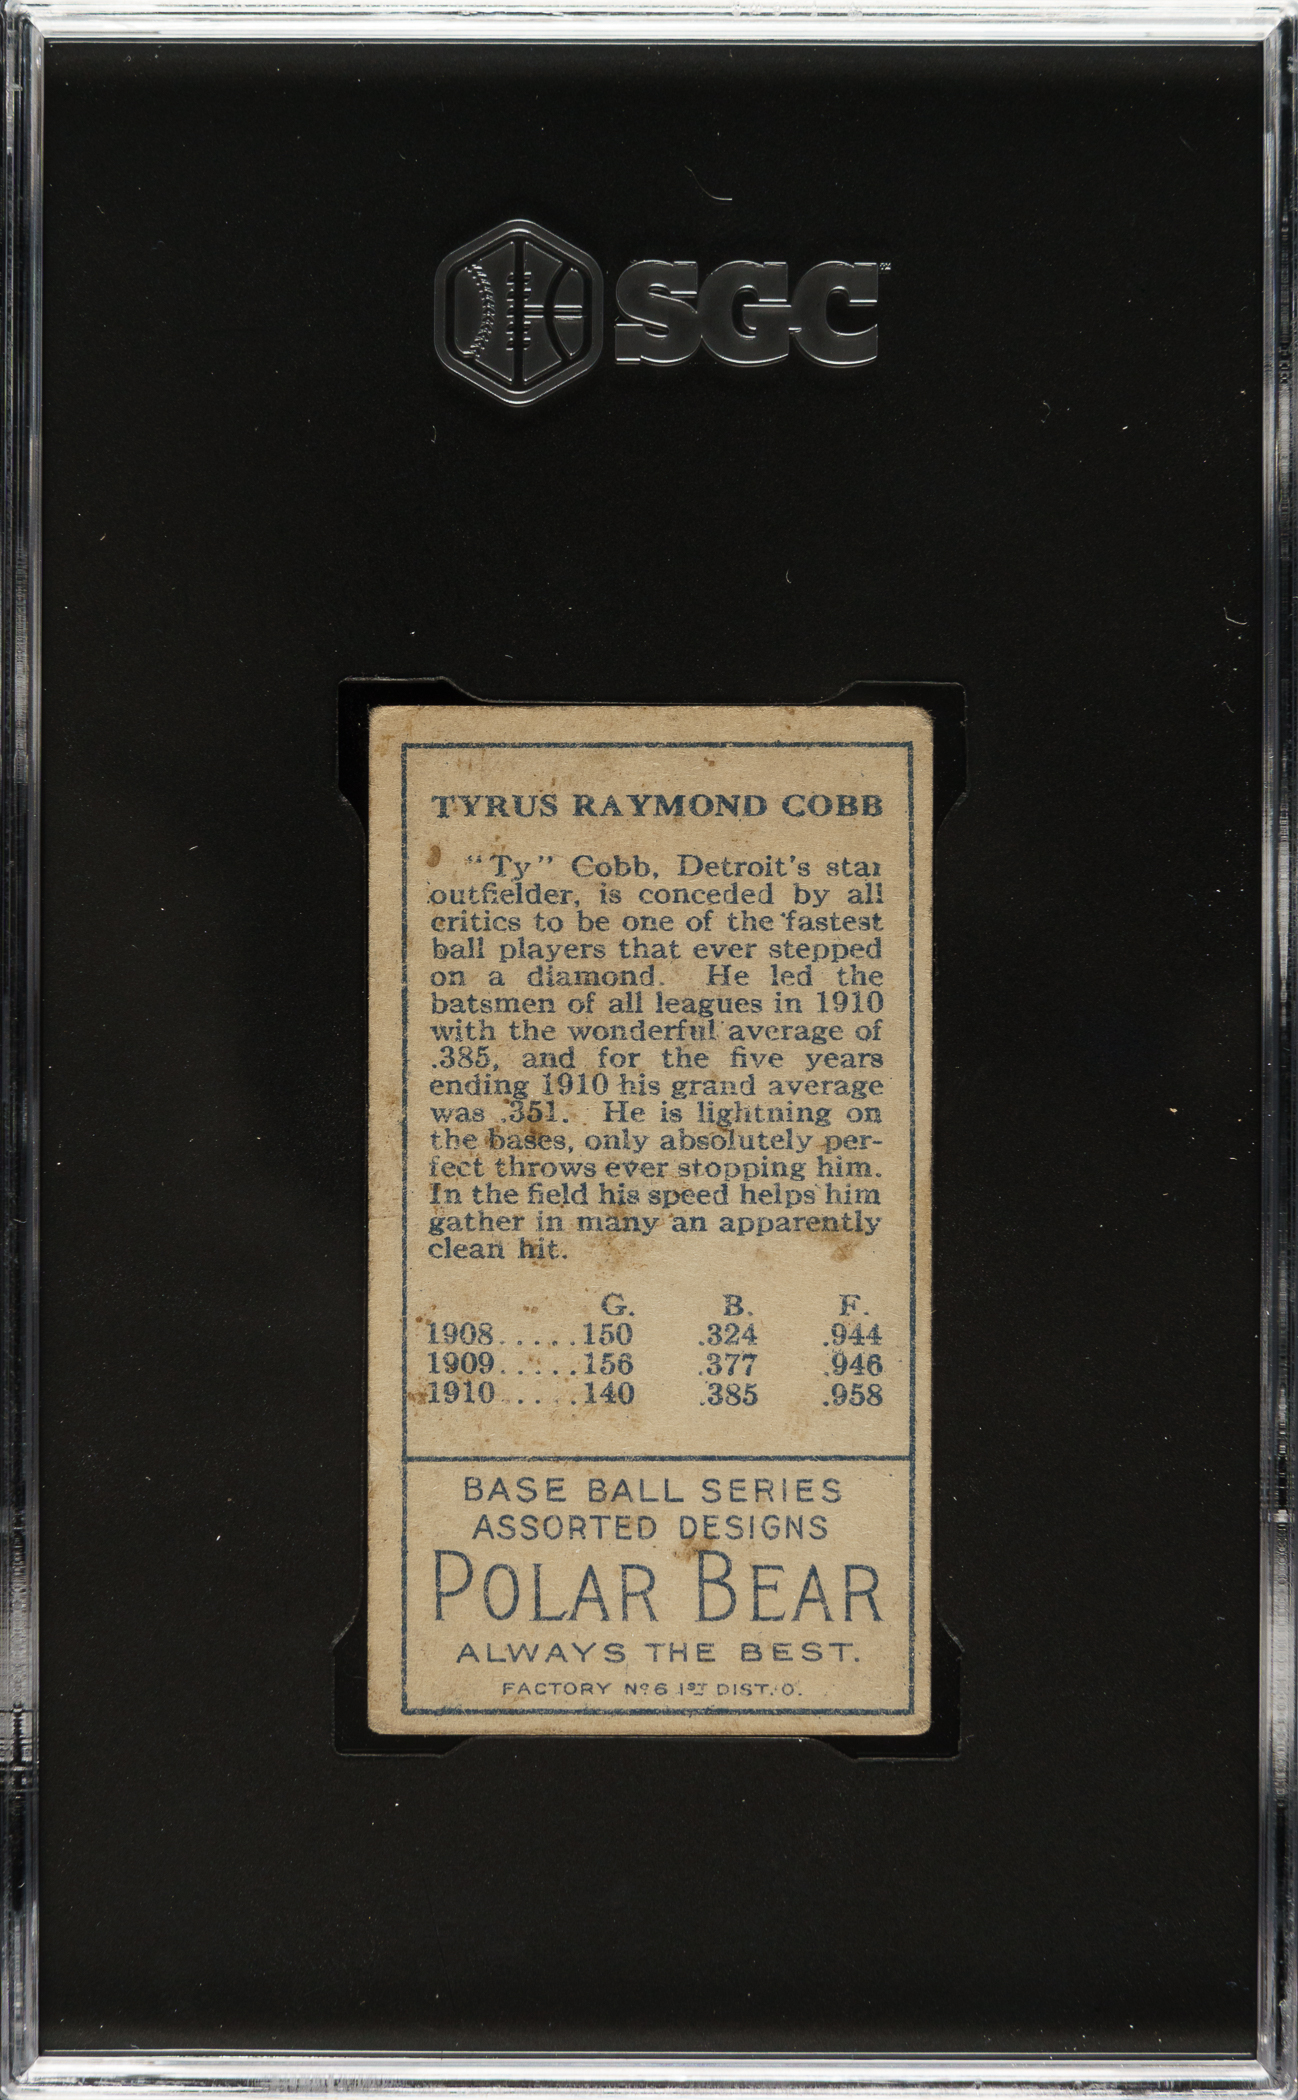 SGC
TYRUS RAYMOND COBB
"Ty" Cobb, Detroit's star
outfielder, is conceded by all
critics to be one of the fastest
ball players that ever stepped
on a diamond. He led the
batsmen of all leagues in 1910
with the wonderful average of
.385, and for the five years
ending 1910 his grand average
was .351. He is lightning on
the bases, only absolutely per-
fect throws ever stopping him.
In the field his speed helps him
gather in many an apparently
clean hit.
G. B. F.
1908.....150 .324 .944
1909.....156 .377 .946
1910.....140 .385 .958
BASE BALL SERIES
ASSORTED DESIGNS
POLAR BEAR
ALWAYS THE BEST.
FACTORY Nº 6 1ST DIST. O.